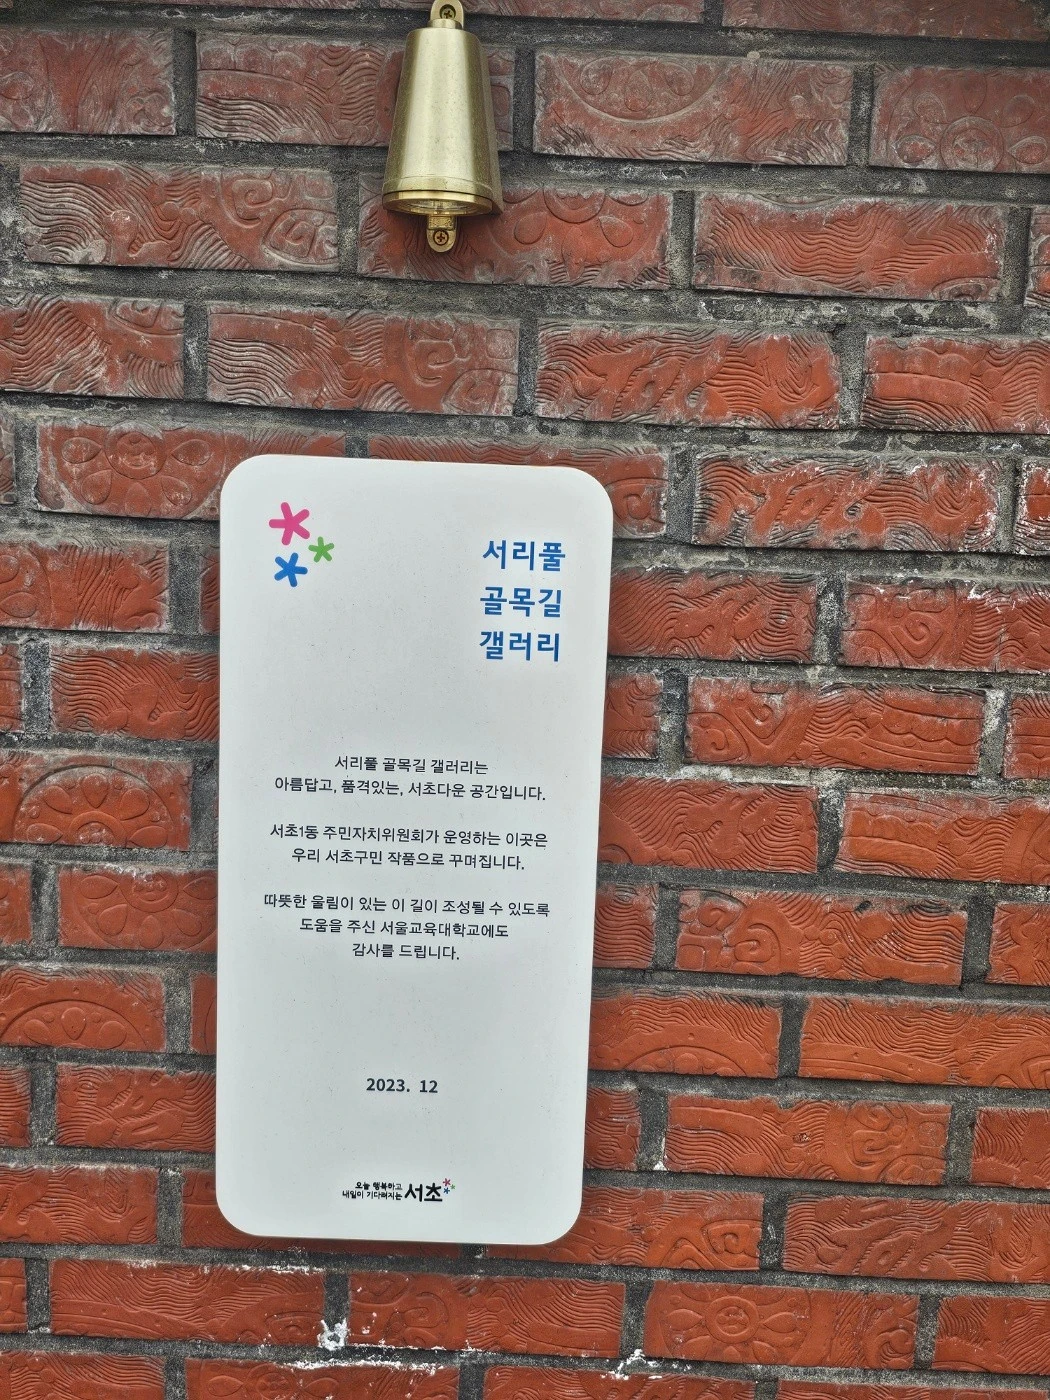 서리풀
골목길
갤러리
서리풀 골목길 갤러리는
아름답고, 품격있는, 서초다운 공간입니다.
서초1동 주민자치위원회가 운영하는 이곳은
우리 서초구민 작품으로 꾸며집니다.
따뜻한 울림이 있는 이 길이 조성될 수 있도록
도움을 주신 서울교육대학교에도
감사를 드립니다.
2023. 12
오늘 행복하고
내일이 기다려지는 서초